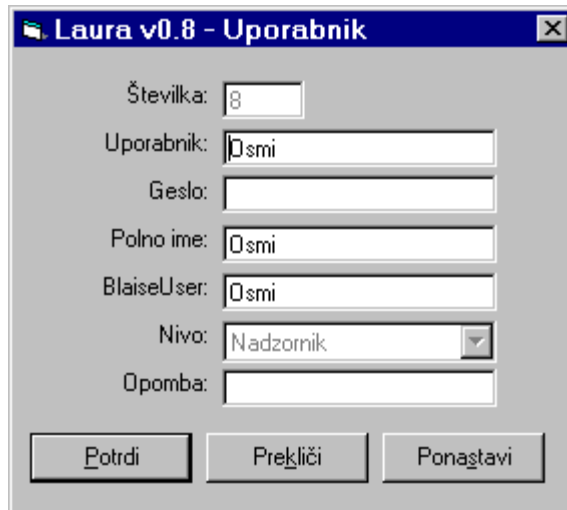 Laura v0.8 - Uporabnik
Številka: 8
Uporabnik: Osmi
Geslo:
Polno ime: Osmi
BlaiseUser: Osmi
Nivo: Nadzornik
Opomba:
Potrdi Prekliči Ponastavi